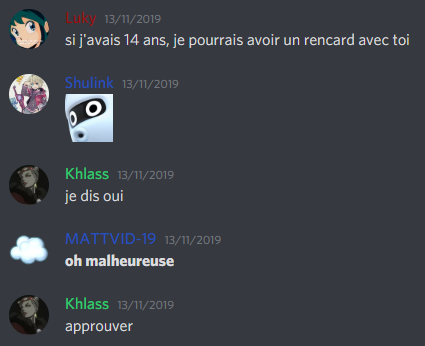 Luky 13/11/2019
si j'avais 14 ans, je pourrais avoir un rencard avec toi
Shulink 13/11/2019
Khlass 13/11/2019
je dis oui
MATTVID-19 13/11/2019
oh malheureuse
Khlass 13/11/2019
approuver